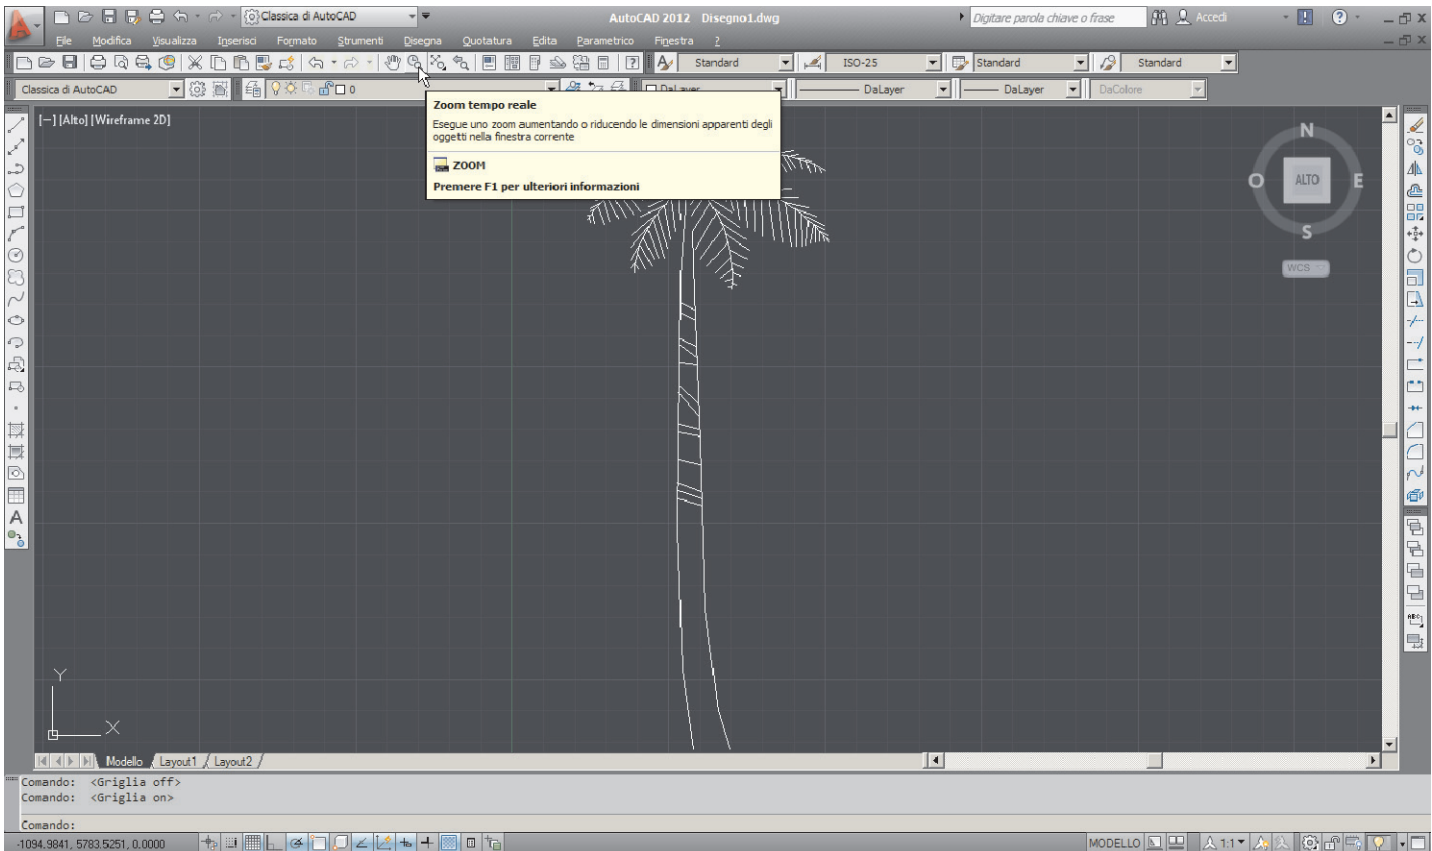 Classica di AutoCAD
AutoCAD 2012 Disegno1.dwg
Digitare parola chiave o frase
Accedi
File Modifica Visualizza Inserisci Formato Strumenti Disegna Quotatura Edita Parametrico Finestra ?
Standard ISO-25 Standard Standard
Classica di AutoCAD 0 DaLayer DaLayer DaColore
Zoom tempo reale
Esegue uno zoom aumentando o riducendo le dimensioni apparenti degli
oggetti nella finestra corrente
ZOOM
Premere F1 per ulteriori informazioni
[−] [Alto] [Wireframe 2D]
N
O ALTO E
S
WCS
A
ABC
Y
X
Modello Layout1 Layout2
Comando: <Griglia off>
Comando: <Griglia on>
Comando:
-1094.9841, 5783.5251, 0.0000
MODELLO 1:1